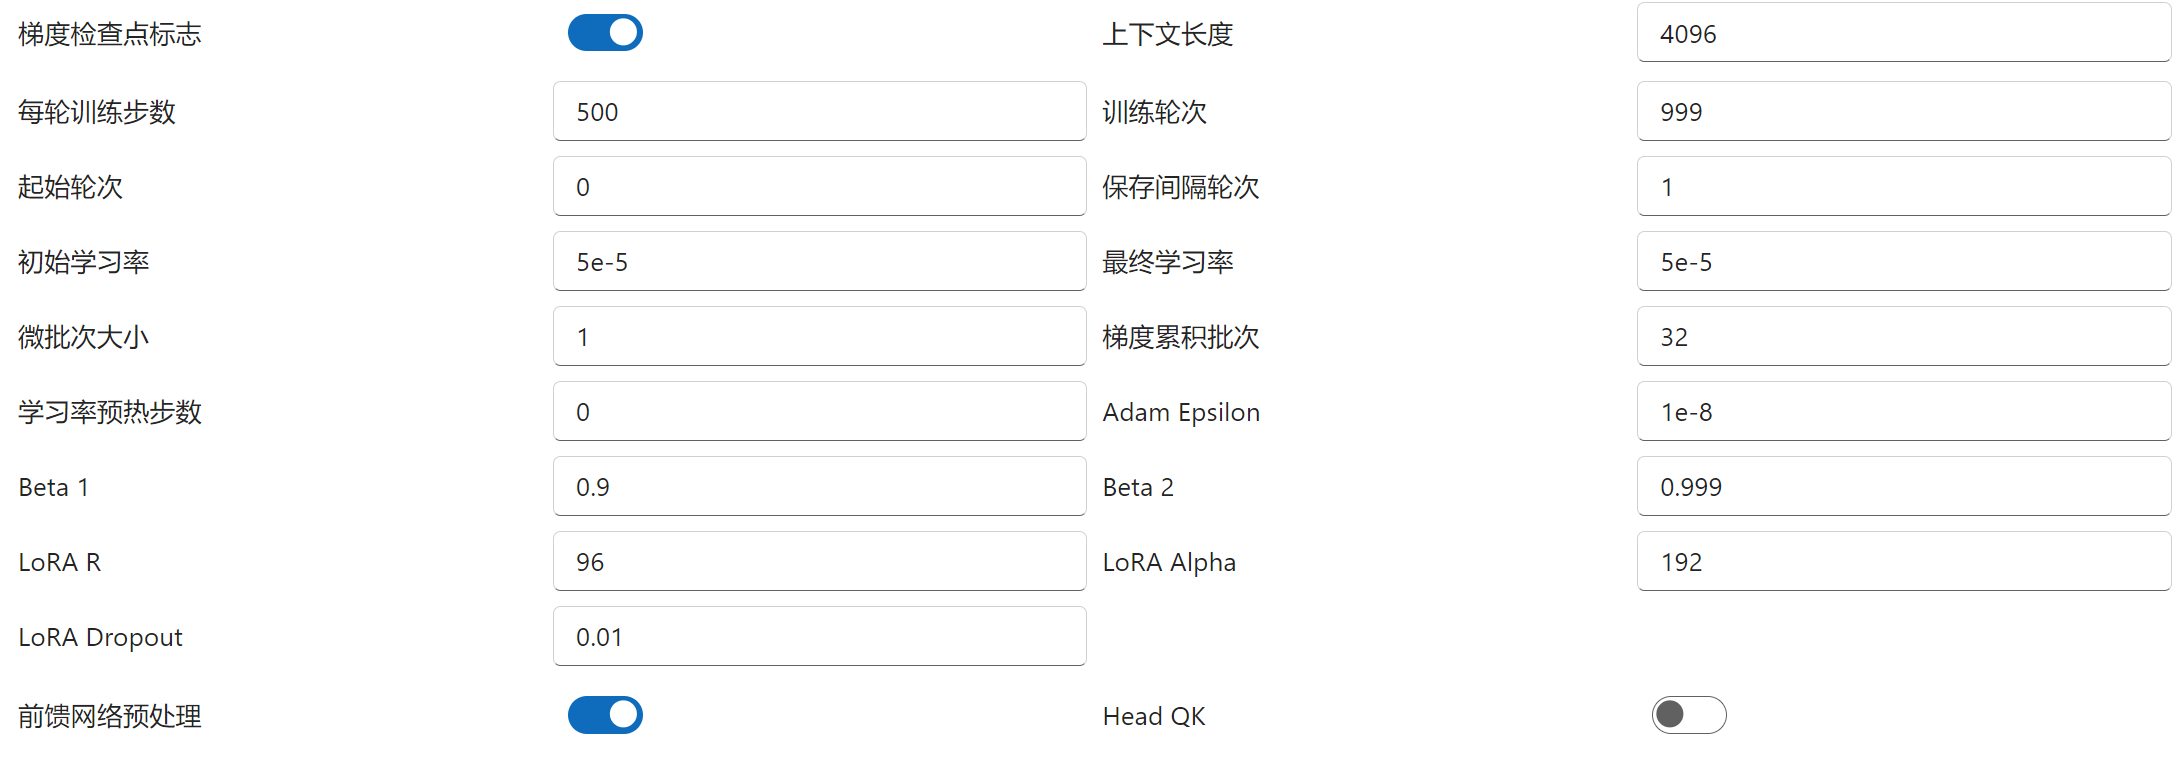 梯度检查点标志 上下文长度 4096
每轮训练步数 500 训练轮次 999
起始轮次 0 保存间隔轮次 1
初始学习率 5e-5 最终学习率 5e-5
微批次大小 1 梯度累积批次 32
学习率预热步数 0 Adam Epsilon 1e-8
Beta 1 0.9 Beta 2 0.999
LoRA R 96 LoRA Alpha 192
LoRA Dropout 0.01
前馈网络预处理 Head QK